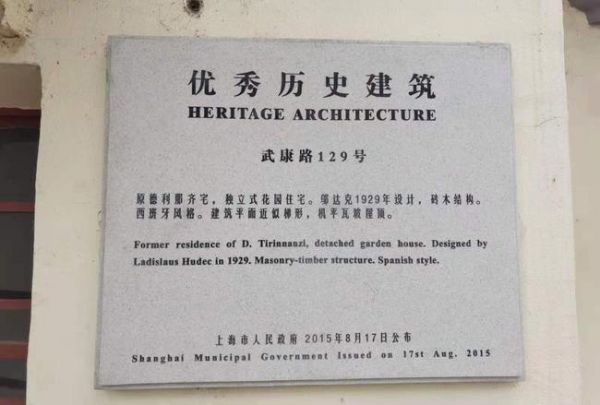 优秀历史建筑
HERITAGE ARCHITECTURE
武康路129号
原德利那齐宅，独立式花园住宅。邬达克1929年设计，砖木结构。
西班牙风格。建筑平面近似梯形，机平瓦坡屋顶。
Former residence of D. Tirinnanzi, detached garden house. Designed by
Ladislaus Hudec in 1929. Masonry-timber structure. Spanish style.
上海市人民政府 2015年8月17日公布
Shanghai Municipal Government Issued on 17st Aug. 2015